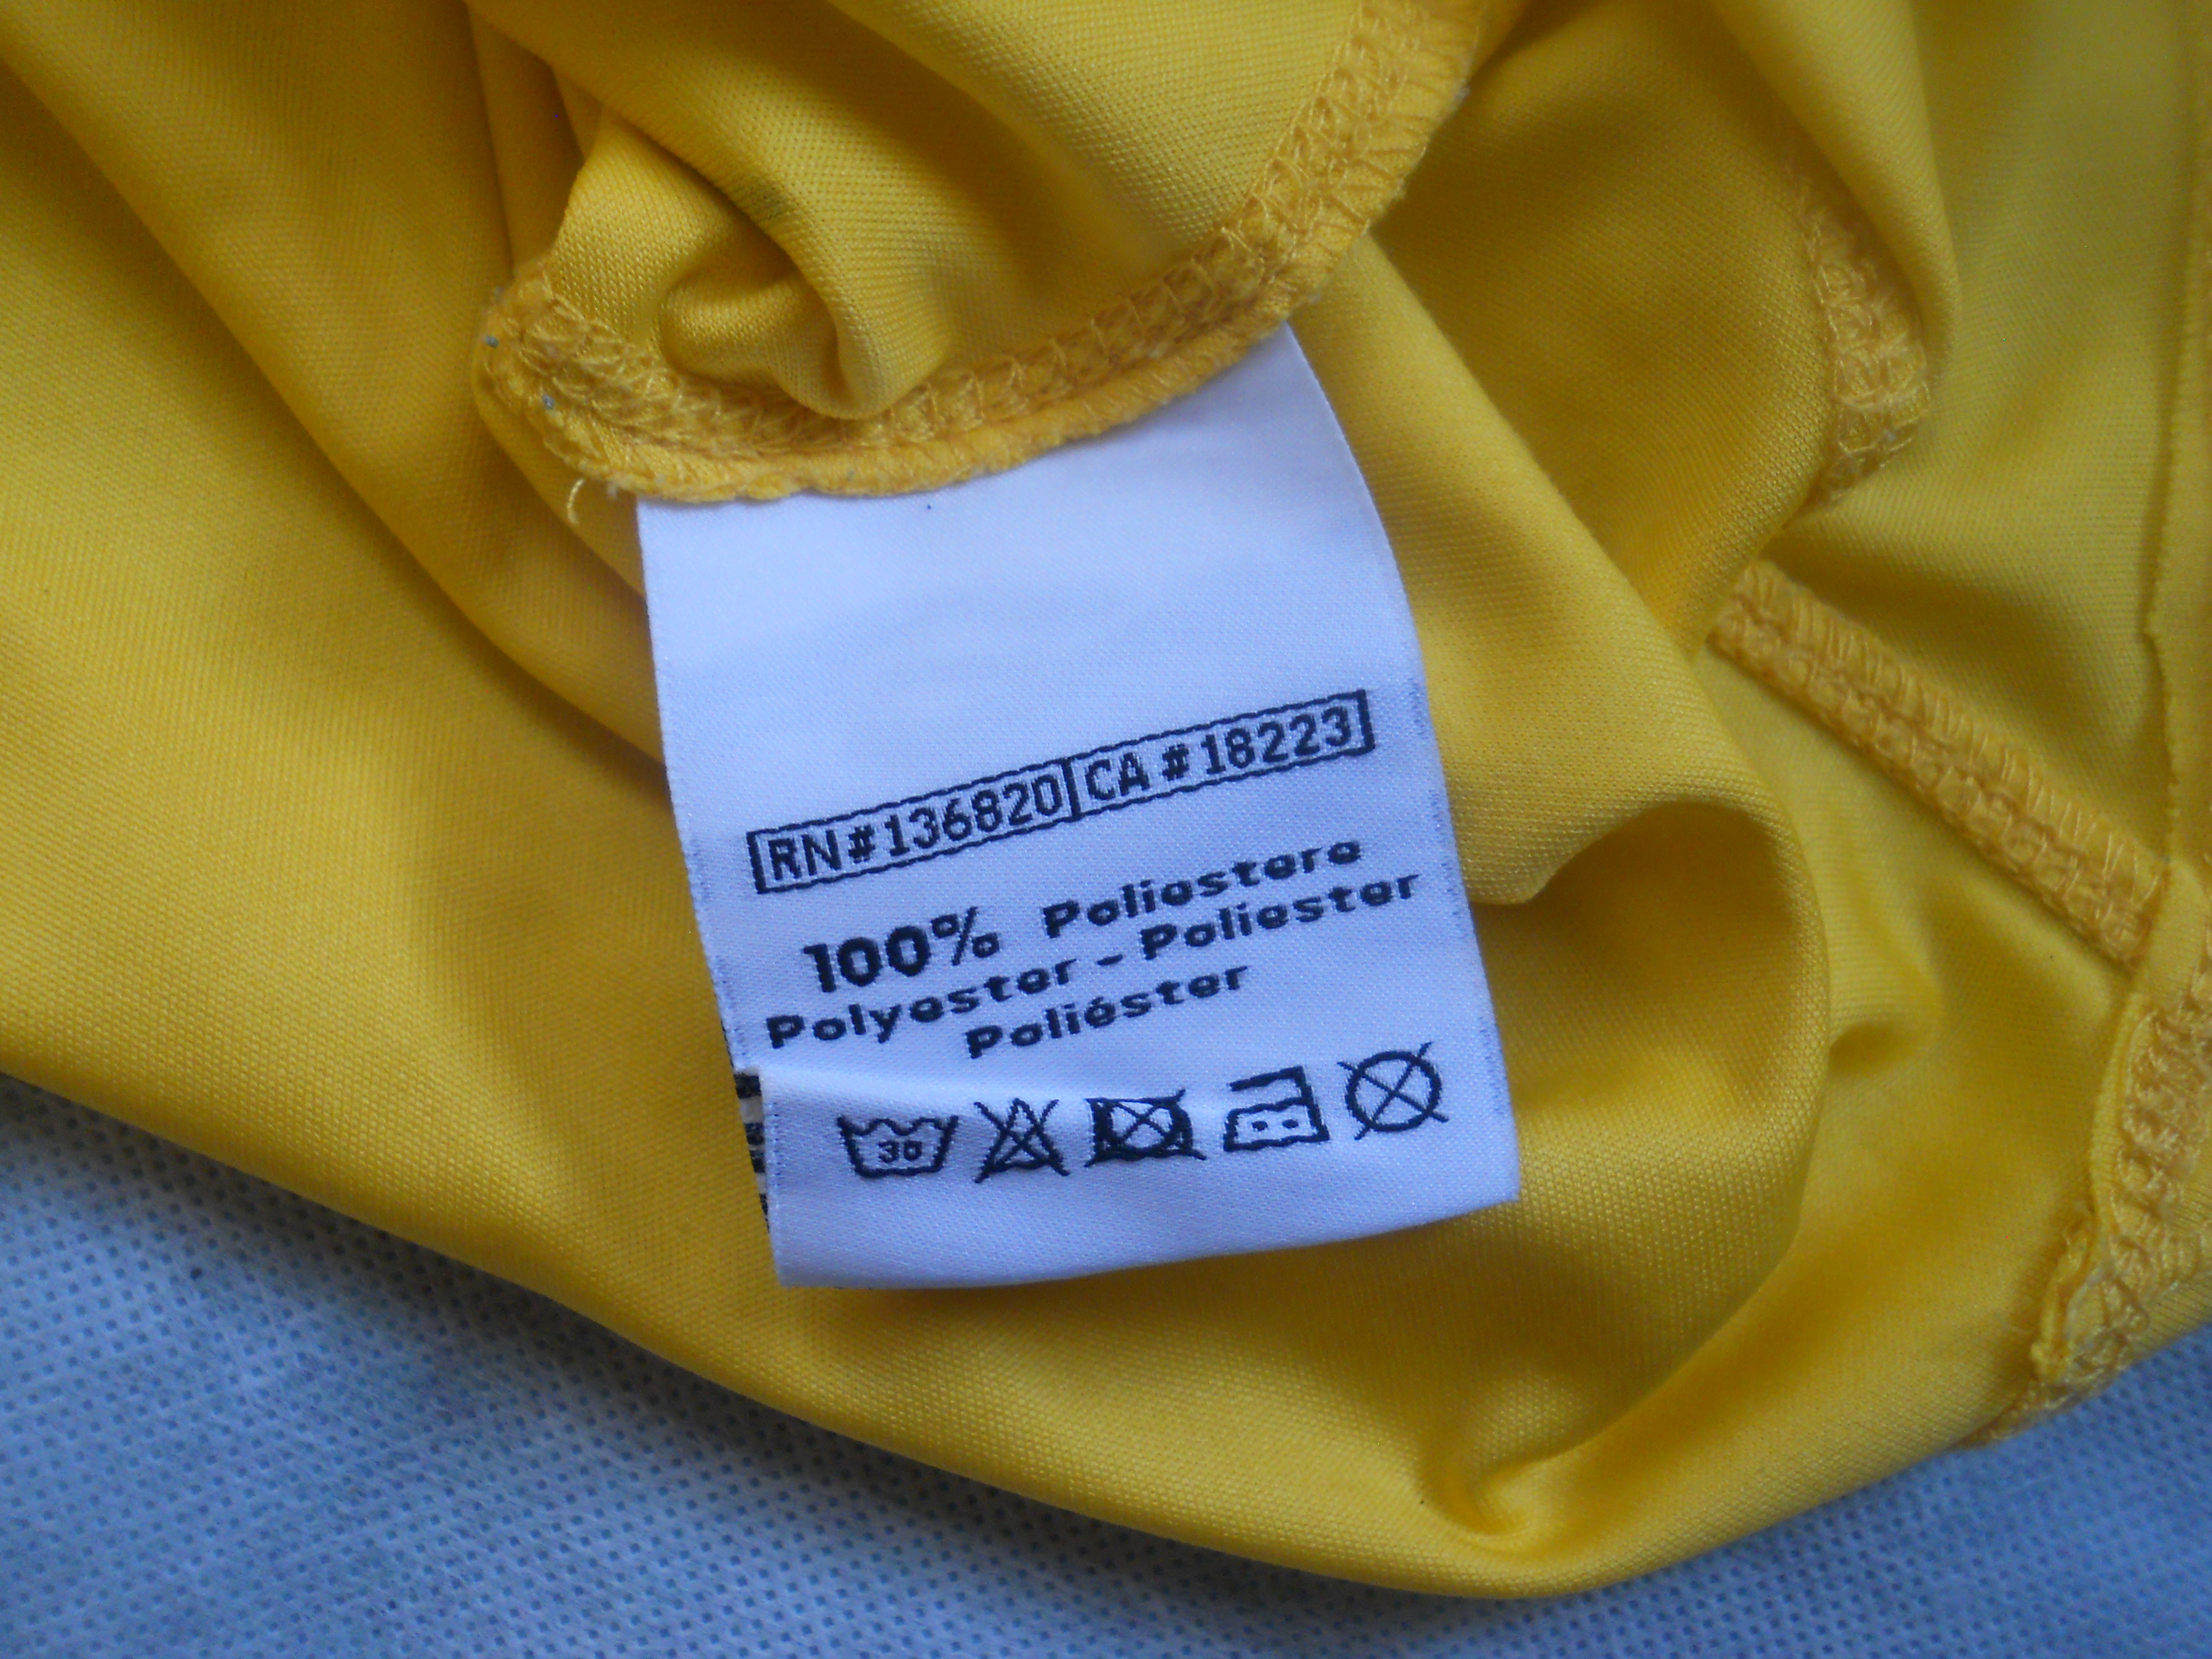 RN#136820 CA #18223
100% Poliestere
Polyester - Poliester
Poliéster
30